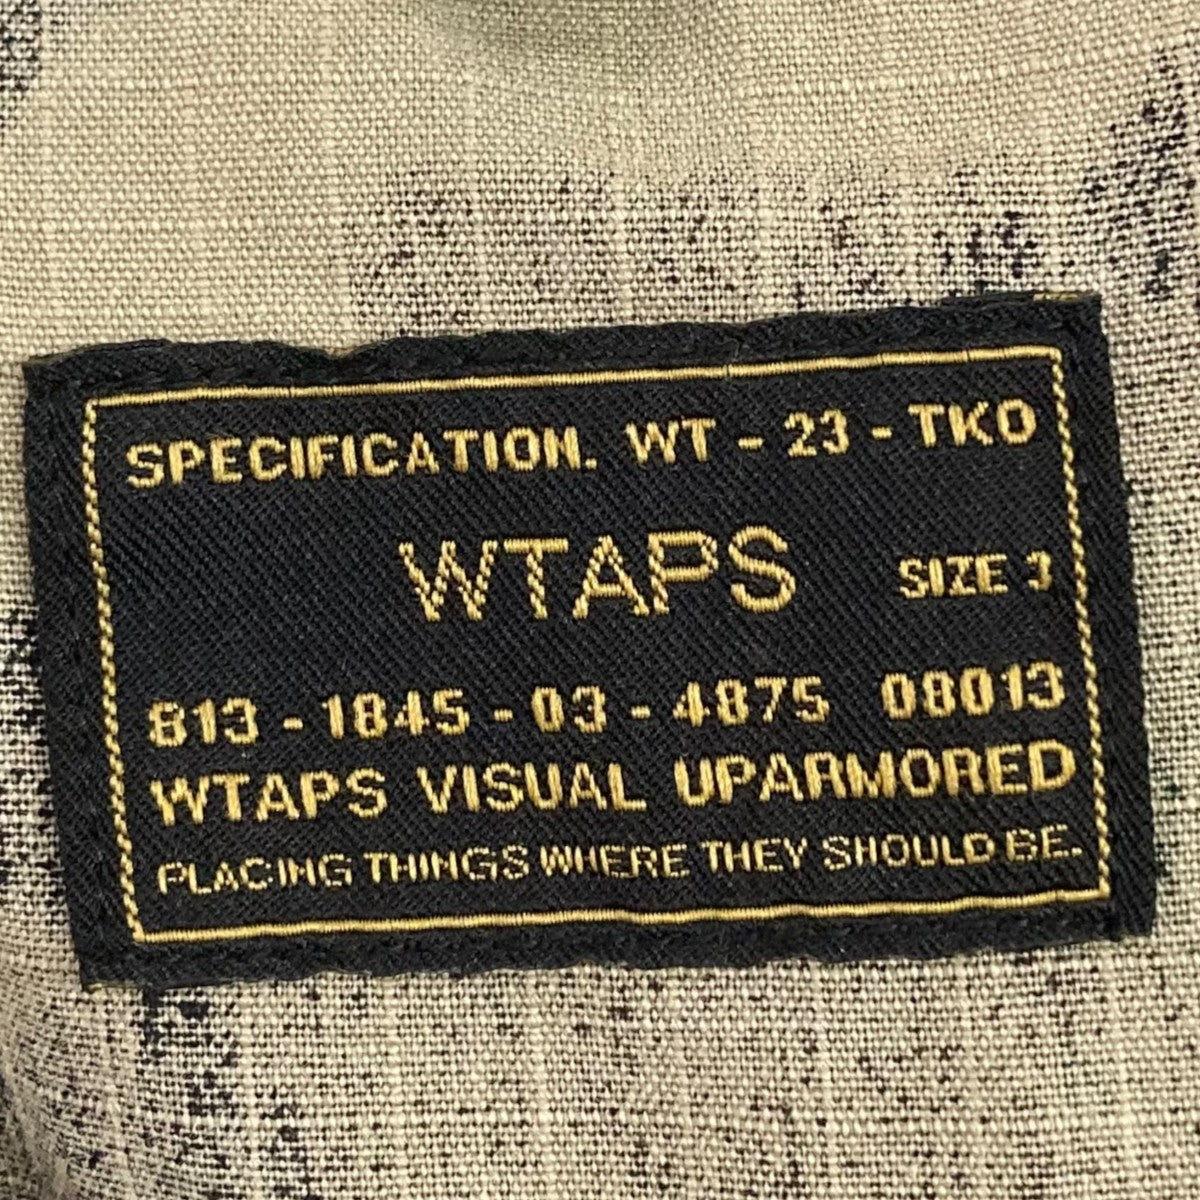 SPECIFICATION. WT - 23 - TKO
WTAPS SIZE 3
813 - 1845 - 03 - 4875 08013
WTAPS VISUAL UPARMORED
PLACING THINGS WHERE THEY SHOULD BE.